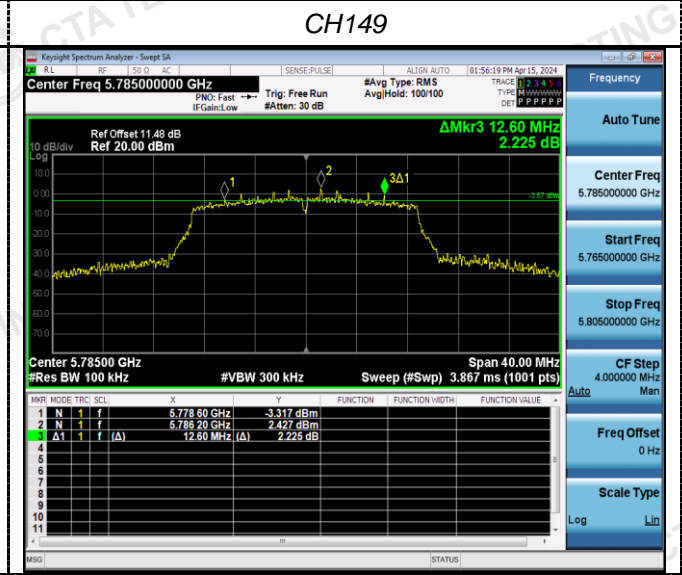 CH149
Keysight Spectrum Analyzer - Swept SA
RL RF 50 Ω AC SENSE:PULSE ALIGN AUTO 01:56:19 PM Apr 15, 2024
Center Freq 5.785000000 GHz
PNO: Fast
IFGain:Low
Trig: Free Run
#Atten: 30 dB
#Avg Type: RMS
Avg|Hold: 100/100
TRACE 1 2 3 4 5 6
TYPE M W W W W W
DET P P P P P P
Frequency
Auto Tune
Center Freq
5.785000000 GHz
Start Freq
5.765000000 GHz
Stop Freq
5.805000000 GHz
CF Step
4.000000 MHz
Auto Man
Freq Offset
0 Hz
Scale Type
Log Lin
ΔMkr3 12.60 MHz
2.225 dB
Ref Offset 11.48 dB
10 dB/div Ref 20.00 dBm
Log
10.0
0.00
-10.0
-20.0
-30.0
-40.0
-50.0
-60.0
-70.0
1
2
3Δ1
-3.57 dBm
Center 5.78500 GHz Span 40.00 MHz
#Res BW 100 kHz #VBW 300 kHz Sweep (#Swp) 3.867 ms (1001 pts)
MKR MODE TRC SCL X Y FUNCTION FUNCTION WIDTH FUNCTION VALUE
1 N 1 f 5.778 60 GHz -3.317 dBm
2 N 1 f 5.786 20 GHz 2.427 dBm
3 Δ1 1 f (Δ) 12.60 MHz (Δ) 2.225 dB
4
5
6
7
8
9
10
11
MSG STATUS